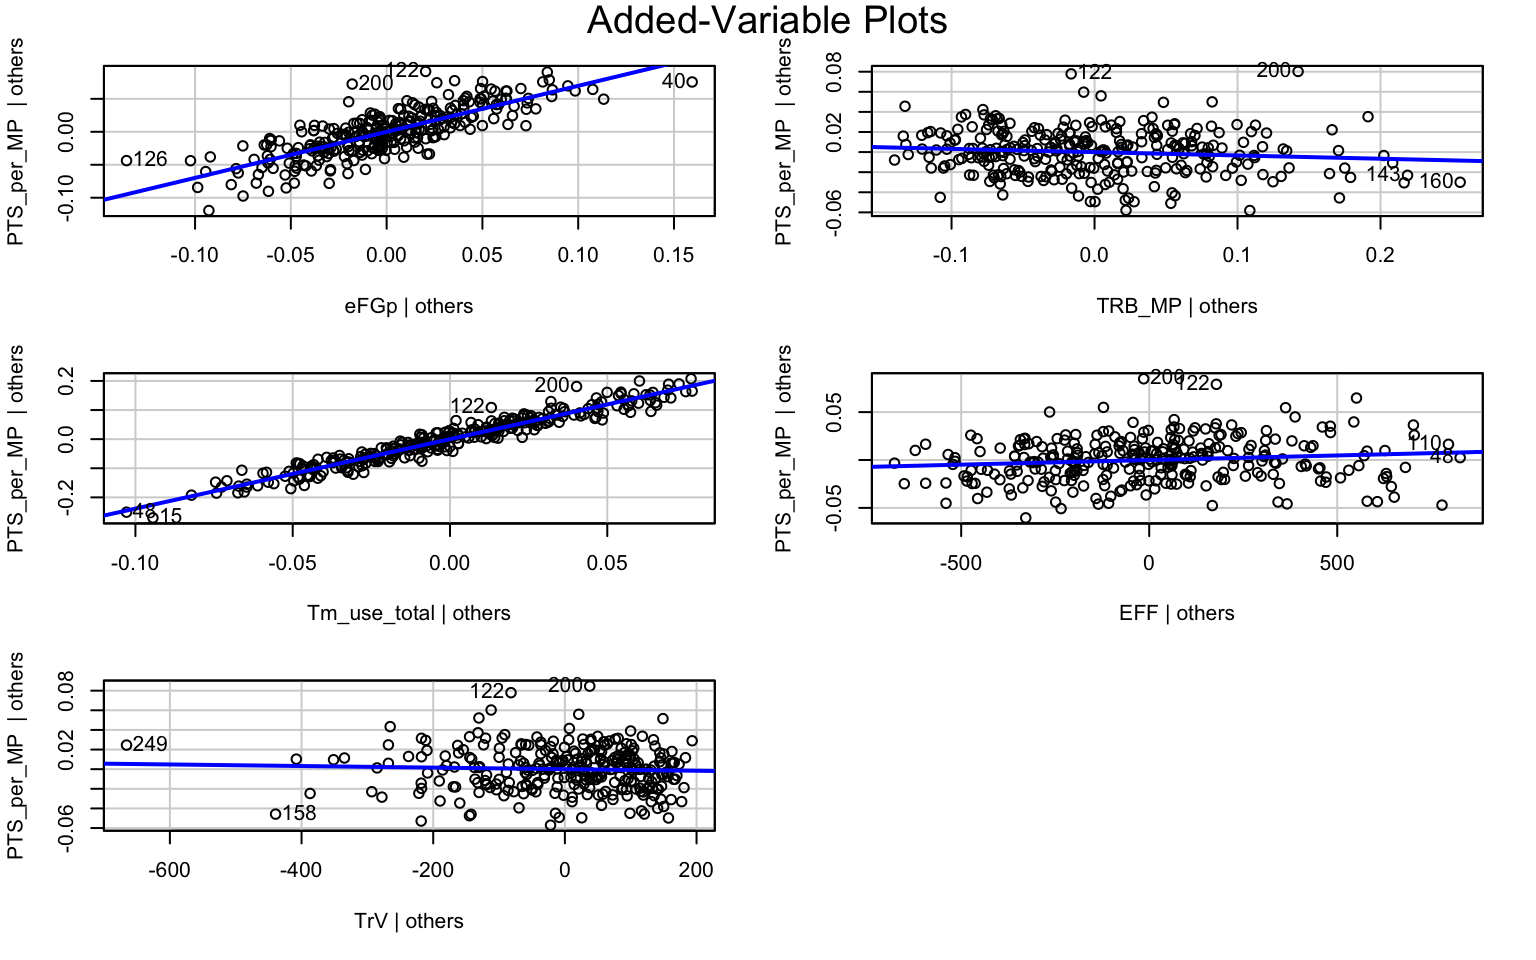 Added-Variable Plots
PTS_per_MP | others
0.00
-0.10
122
200
40
126
-0.10 -0.05 0.00 0.05 0.10 0.15
eFGp | others
PTS_per_MP | others
0.08
0.02
-0.06
122
200
143
160
-0.1 0.0 0.1 0.2
TRB_MP | others
PTS_per_MP | others
0.2
0.0
-0.2
200
122
48
15
-0.10 -0.05 0.00 0.05
Tm_use_total | others
PTS_per_MP | others
0.05
-0.05
200
122
110
48
-500 0 500
EFF | others
PTS_per_MP | others
0.08
0.02
-0.06
122
200
249
158
-600 -400 -200 0 200
TrV | others